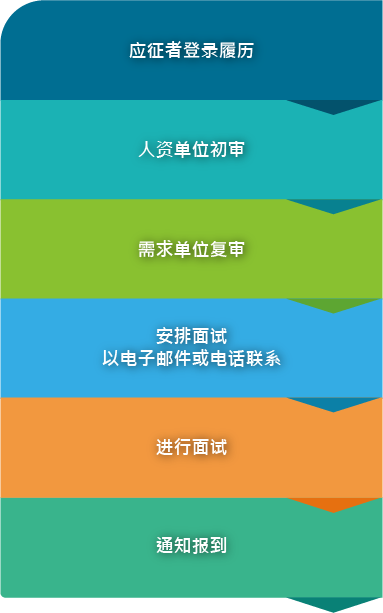 应征者登录履历
人资单位初审
需求单位复审
安排面试
以电子邮件或电话联系
进行面试
通知报到